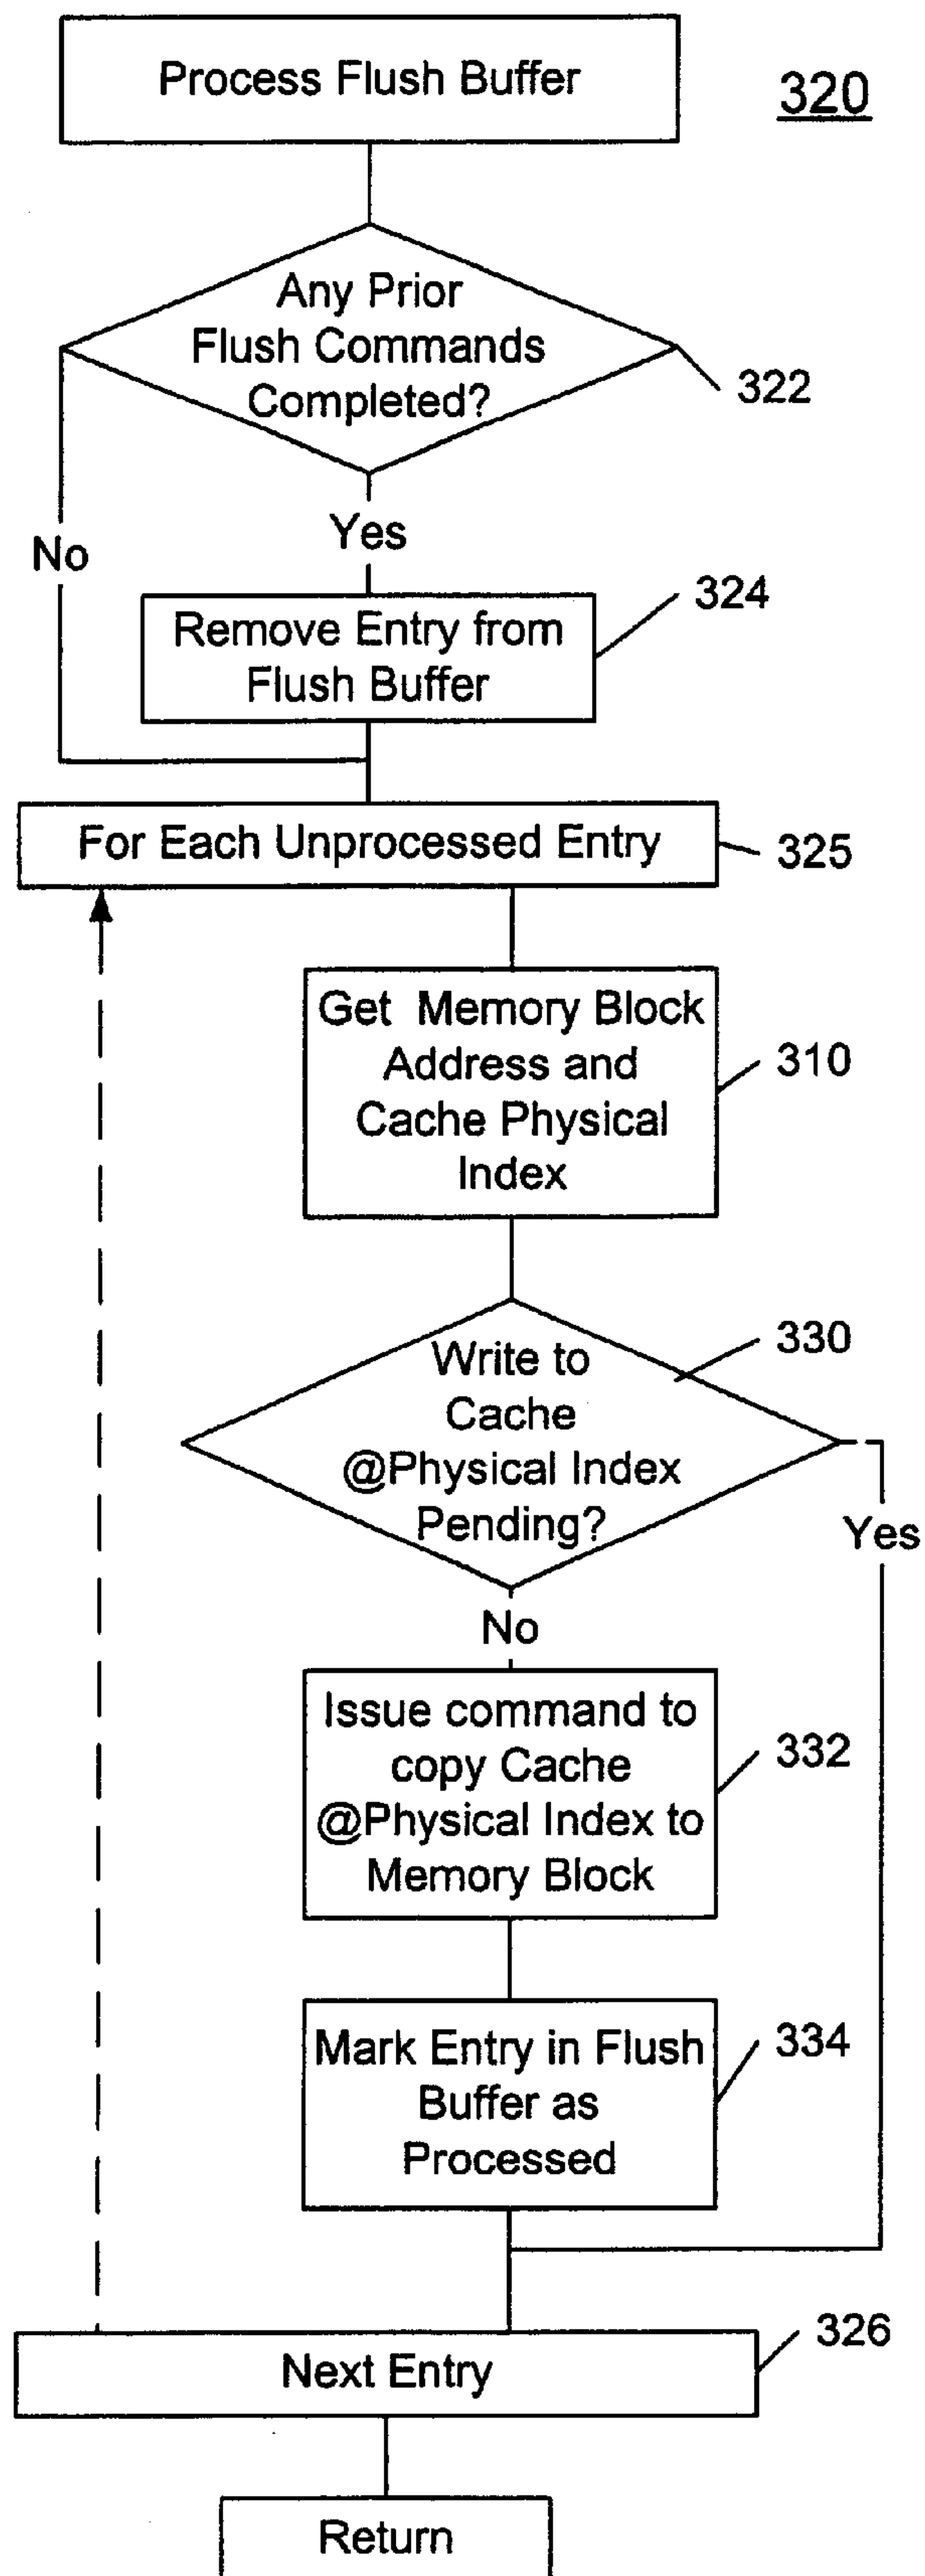 Process Flush Buffer
320
Any Prior
Flush Commands
Completed?
322
No
Yes
324
Remove Entry from
Flush Buffer
For Each Unprocessed Entry
325
Get Memory Block
Address and
Cache Physical
Index
310
Write to
Cache
@Physical Index
Pending?
330
Yes
No
Issue command to
copy Cache
@Physical Index to
Memory Block
332
Mark Entry in Flush
Buffer as
Processed
334
326
Next Entry
Return